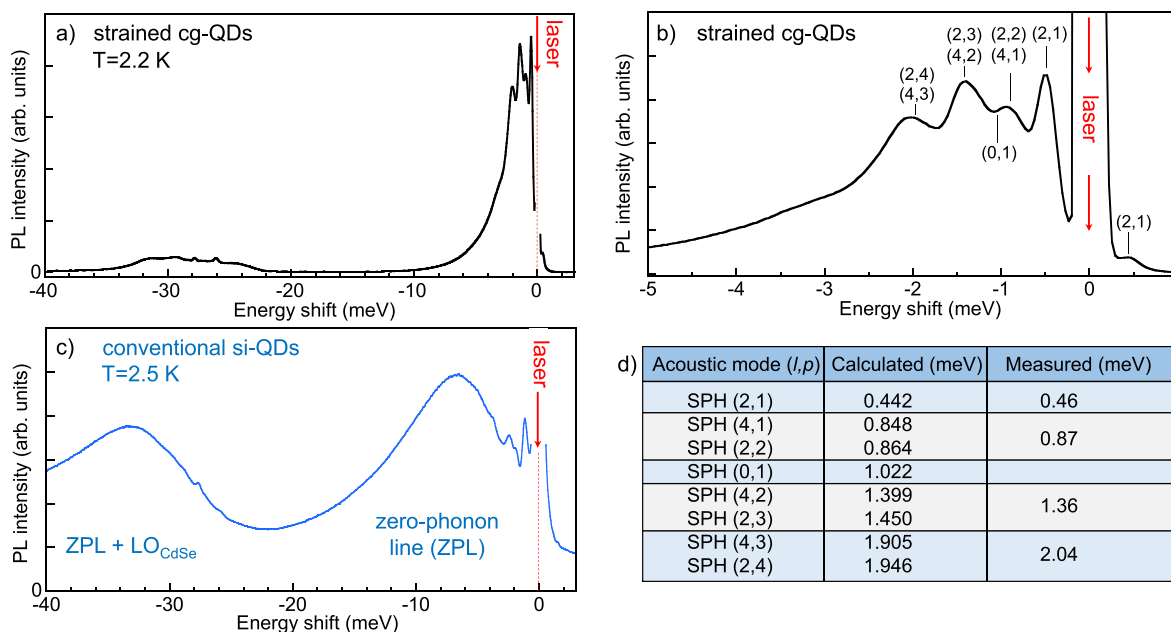 a) strained cg-QDs
T=2.2 K
laser
PL intensity (arb. units)
0
-40 -30 -20 -10 0
Energy shift (meV)
b) strained cg-QDs
(2,3) (2,2) (2,1)
(4,2) (4,1)
(2,4)
(4,3)
(0,1)
laser
(2,1)
PL intensity (arb. units)
-5 -4 -3 -2 -1 0
Energy shift (meV)
c) conventional si-QDs
T=2.5 K
laser
PL intensity (arb. units)
zero-phonon
line (ZPL)
ZPL + LO_CdSe
0
-40 -30 -20 -10 0
Energy shift (meV)
d) Acoustic mode (l,p) Calculated (meV) Measured (meV)
SPH (2,1) 0.442 0.46
SPH (4,1) 0.848
0.87
SPH (2,2) 0.864
SPH (0,1) 1.022
SPH (4,2) 1.399
1.36
SPH (2,3) 1.450
SPH (4,3) 1.905
2.04
SPH (2,4) 1.946